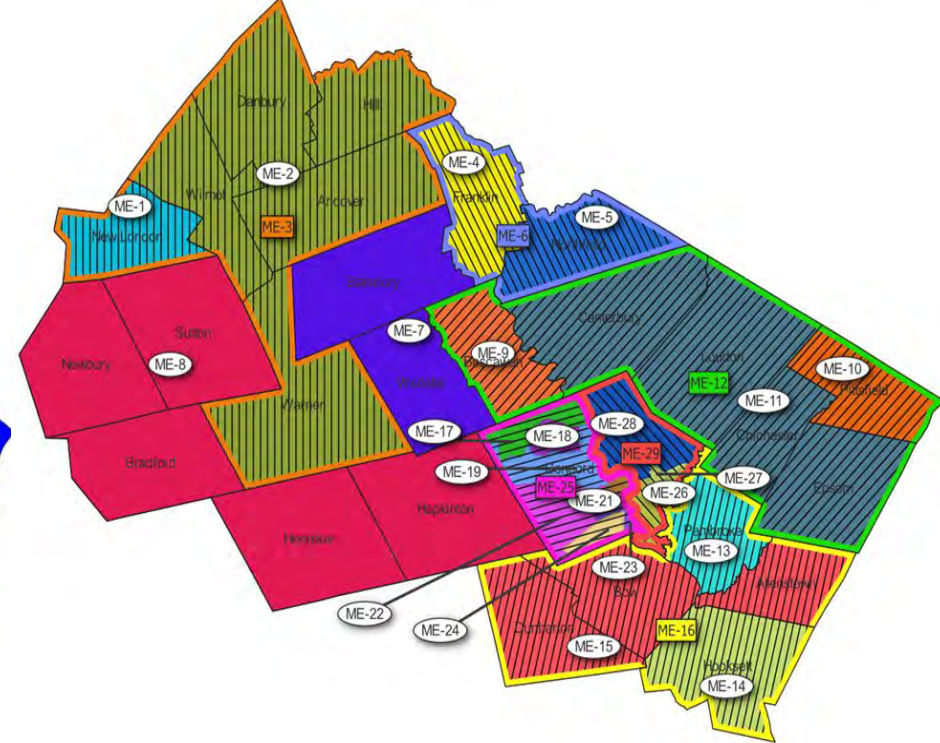 Danbury
Hill
ME-4
ME-2
Franklin
Wilmot
Andover
ME-1
ME-5
ME-3
New London
ME-6
Northfield
Salisbury
Canterbury
ME-7
Sutton
Newbury
ME-8
ME-9
Boscawen
Loudon
ME-10
Webster
ME-12
Pittsfield
ME-11
Warner
ME-28
ME-17
ME-18
Chichester
ME-29
Bradford
ME-19
Concord
ME-27
ME-25
ME-26
Epsom
ME-21
Hopkinton
Pembroke
Henniker
ME-13
ME-23
Allenstown
Bow
ME-22
Dunbarton
ME-24
ME-16
ME-15
Hooksett
ME-14